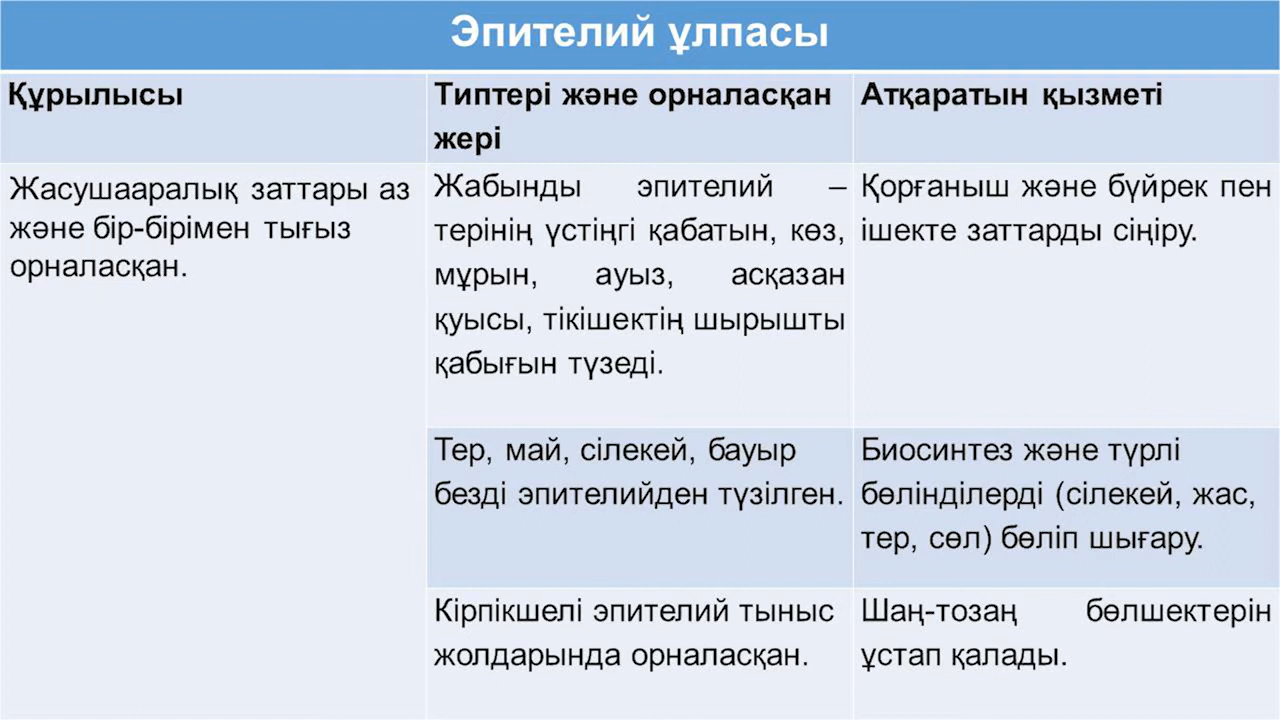 Эпителий ұлпасы
Құрылысы
Типтері және орналасқан
жері
Атқаратын қызметі
Жасушааралық заттары аз
және бір-бірімен тығыз
орналасқан.
Жабынды эпителий –
терінің үстіңгі қабатын, көз,
мұрын, ауыз, асқазан
қуысы, тікішектің шырышты
қабығын түзеді.
Қорғаныш және бүйрек пен
ішекте заттарды сіңіру.
Тер, май, сілекей, бауыр
безді эпителийден түзілген.
Биосинтез және түрлі
бөлінділерді (сілекей, жас,
тер, сөл) бөліп шығару.
Кірпікшелі эпителий тыныс
жолдарында орналасқан.
Шаң-тозаң бөлшектерін
ұстап қалады.